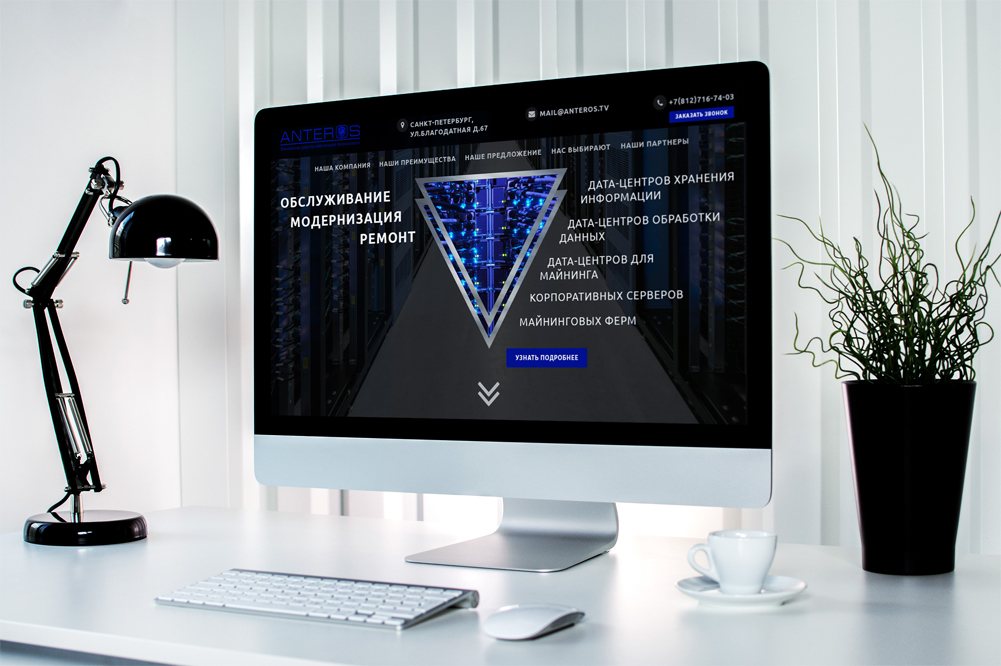 ANTEROS
САНКТ-ПЕТЕРБУРГ,
УЛ.БЛАГОДАТНАЯ Д.67
MAIL@ANTEROS.TV
+7(812)716-74-03
ЗАКАЗАТЬ ЗВОНОК
НАША КОМПАНИЯ НАШИ ПРЕИМУЩЕСТВА НАШЕ ПРЕДЛОЖЕНИЕ НАС ВЫБИРАЮТ НАШИ ПАРТНЕРЫ
ОБСЛУЖИВАНИЕ
МОДЕРНИЗАЦИЯ
РЕМОНТ
ДАТА-ЦЕНТРОВ ХРАНЕНИЯ
ИНФОРМАЦИИ
ДАТА-ЦЕНТРОВ ОБРАБОТКИ
ДАННЫХ
ДАТА-ЦЕНТРОВ ДЛЯ
МАЙНИНГА
КОРПОРАТИВНЫХ СЕРВЕРОВ
МАЙНИНГОВЫХ ФЕРМ
УЗНАТЬ ПОДРОБНЕЕ